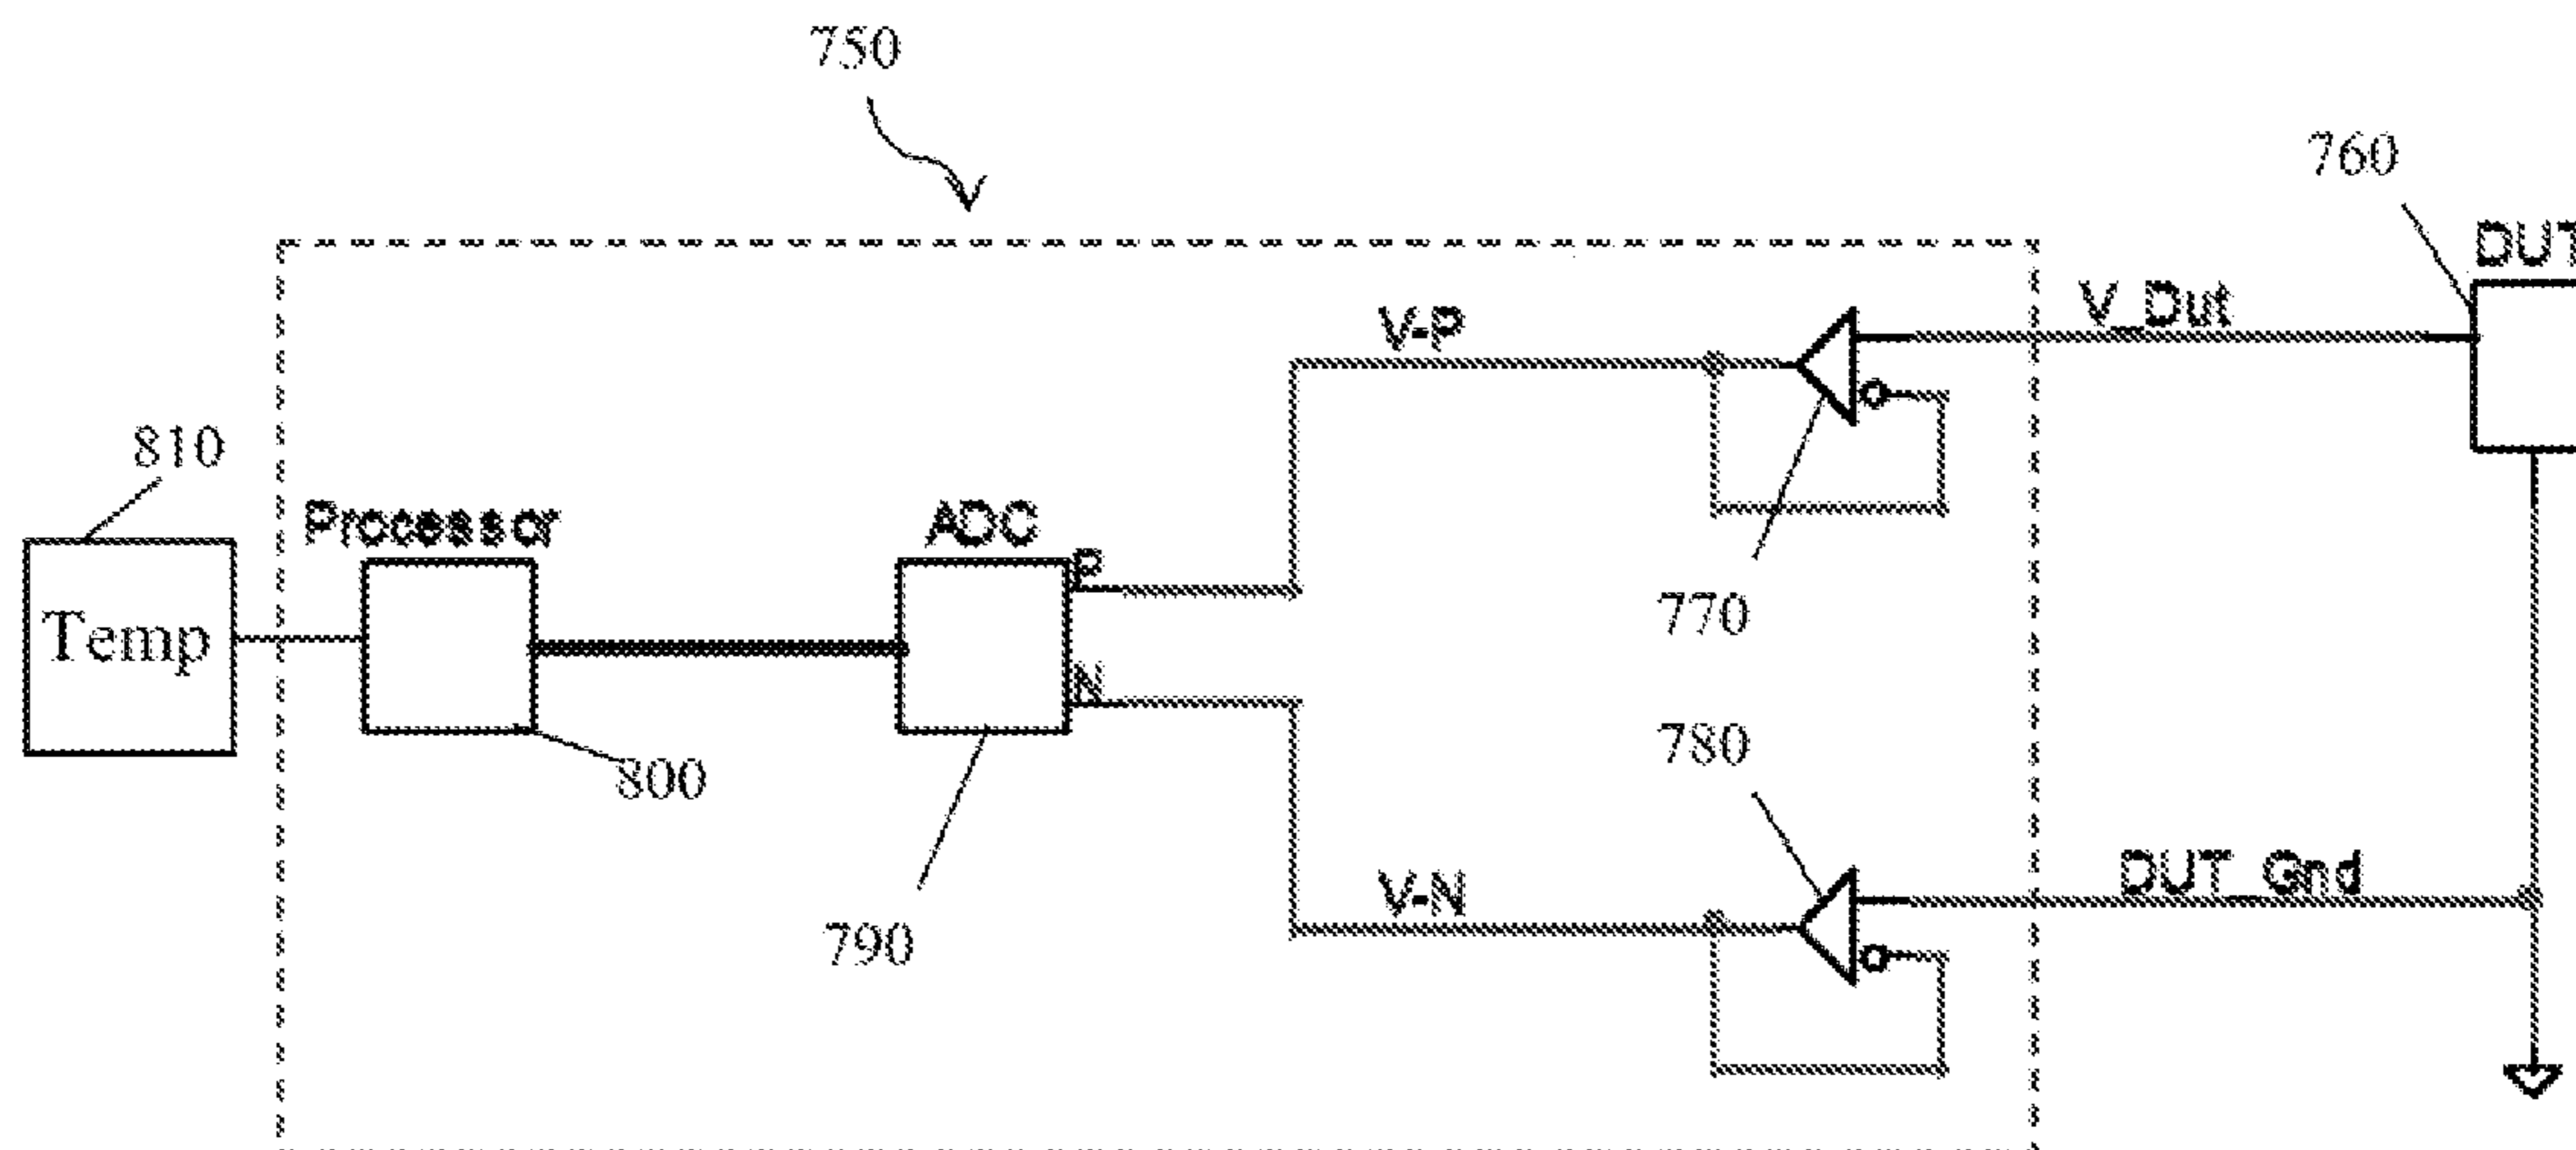 750
760
DUT
V_Dut
V-P
810
Processor
ADC
P
Temp
770
N
780
800
DUT_Gnd
V-N
790